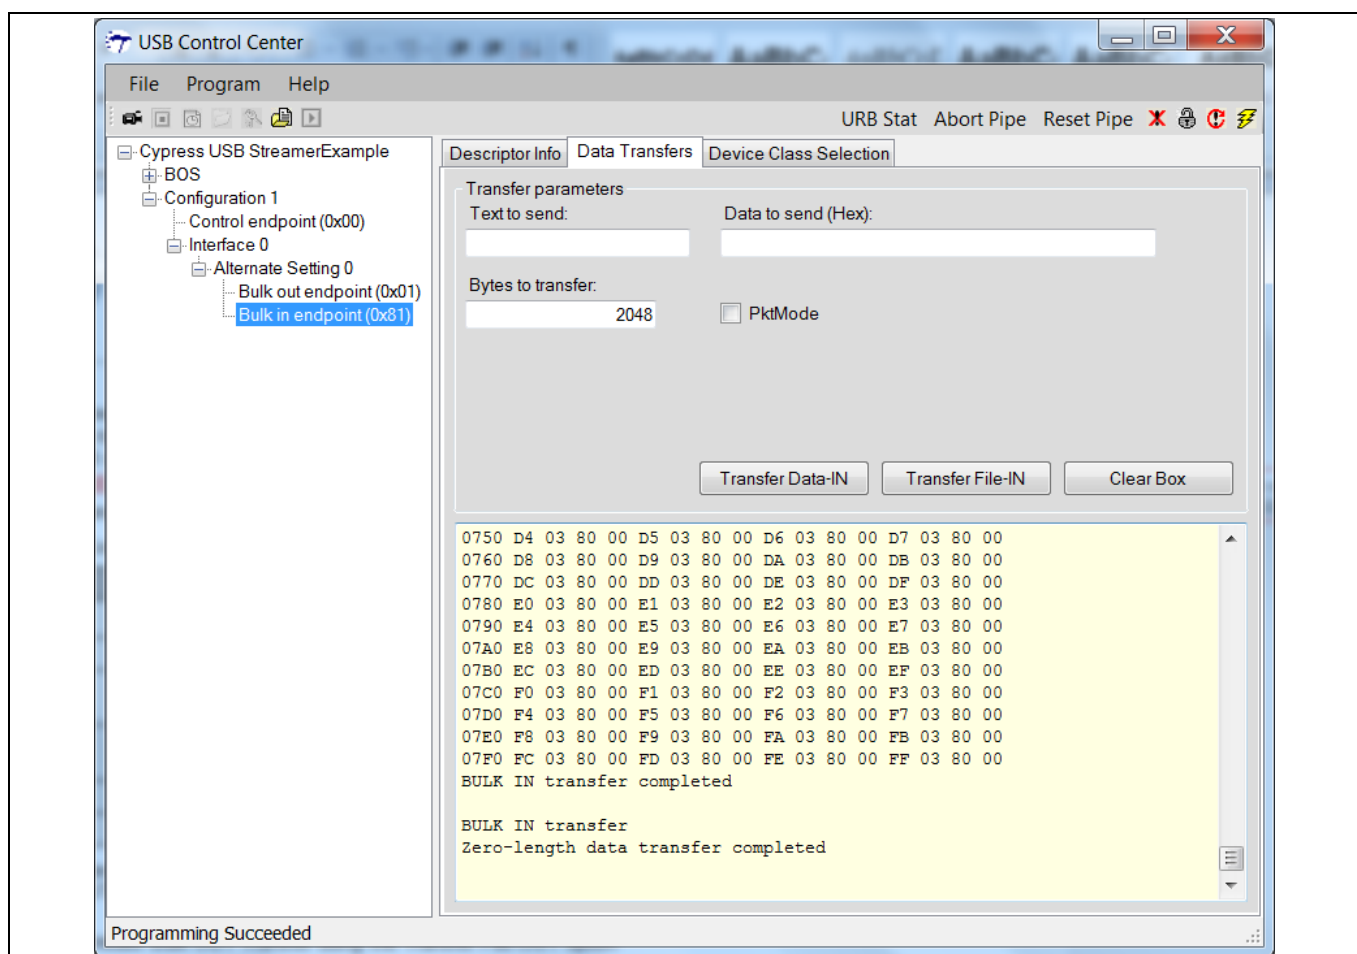 USB Control Center
File Program Help
URB Stat Abort Pipe Reset Pipe
Cypress USB StreamerExample
BOS
Configuration 1
Control endpoint (0x00)
Interface 0
Alternate Setting 0
Bulk out endpoint (0x01)
Bulk in endpoint (0x81)
Descriptor Info Data Transfers Device Class Selection
Transfer parameters
Text to send: Data to send (Hex):
Bytes to transfer:
2048 PktMode
Transfer Data-IN Transfer File-IN Clear Box
0750 D4 03 80 00 D5 03 80 00 D6 03 80 00 D7 03 80 00
0760 D8 03 80 00 D9 03 80 00 DA 03 80 00 DB 03 80 00
0770 DC 03 80 00 DD 03 80 00 DE 03 80 00 DF 03 80 00
0780 E0 03 80 00 E1 03 80 00 E2 03 80 00 E3 03 80 00
0790 E4 03 80 00 E5 03 80 00 E6 03 80 00 E7 03 80 00
07A0 E8 03 80 00 E9 03 80 00 EA 03 80 00 EB 03 80 00
07B0 EC 03 80 00 ED 03 80 00 EE 03 80 00 EF 03 80 00
07C0 F0 03 80 00 F1 03 80 00 F2 03 80 00 F3 03 80 00
07D0 F4 03 80 00 F5 03 80 00 F6 03 80 00 F7 03 80 00
07E0 F8 03 80 00 F9 03 80 00 FA 03 80 00 FB 03 80 00
07F0 FC 03 80 00 FD 03 80 00 FE 03 80 00 FF 03 80 00
BULK IN transfer completed
BULK IN transfer
Zero-length data transfer completed
Programming Succeeded